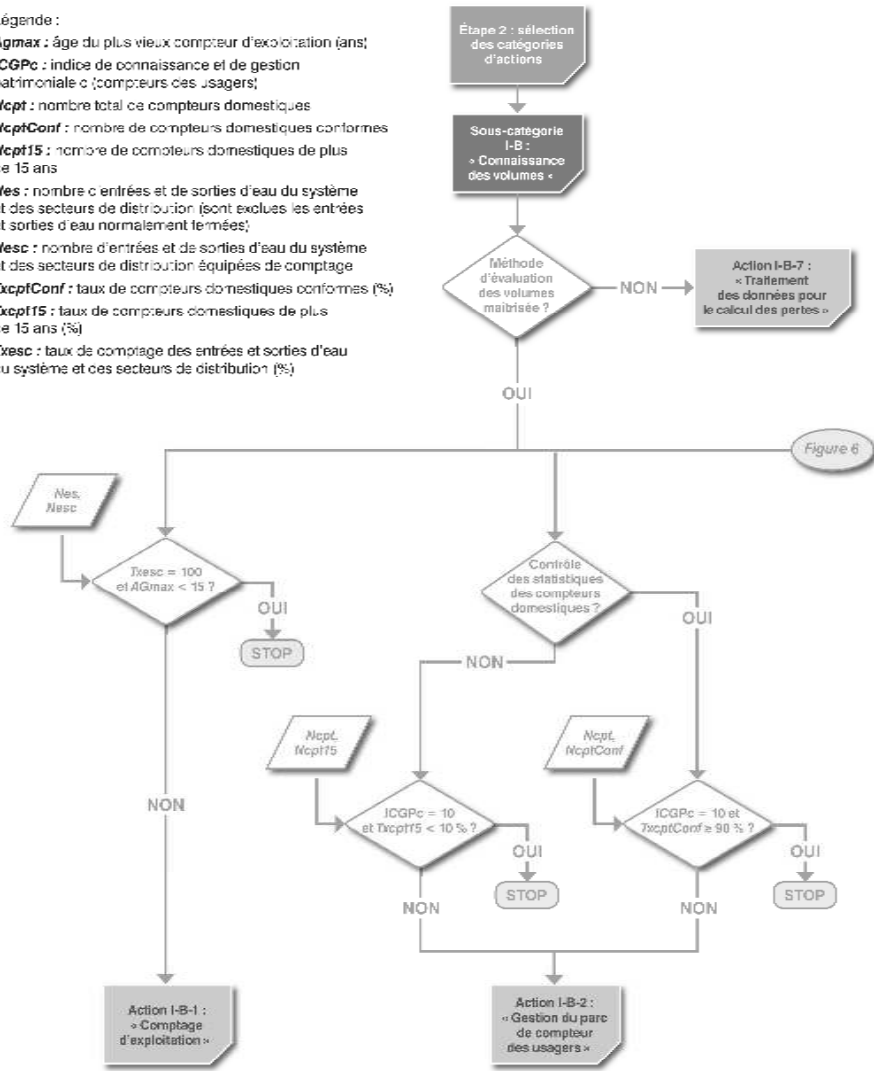 Légende :
Agmax : âge du plus vieux compteur d'exploitation (ans)
ICGPc : indice de connaissance et de gestion
patrimoniale c (compteurs des usagers)
Ncpt : nombre total de compteurs domestiques
NcptConf : nombre de compteurs domestiques conformes
Ncpt15 : nombre de compteurs domestiques de plus
de 15 ans
Nes : nombre d'entrées et de sorties d'eau du système
et des secteurs de distribution (sont exclues les entrées
et sorties d'eau normalement fermées)
Nesc : nombre d'entrées et de sorties d'eau du système
et des secteurs de distribution équipées de comptage
TxcptConf : taux de compteurs domestiques conformes (%)
Txcpt15 : taux de compteurs domestiques de plus
de 15 ans (%)
Txesc : taux de comptage des entrées et sorties d'eau
du système et des secteurs de distribution (%)
Étape 2 : sélection
des catégories
d'actions
Sous-catégorie
I-B :
« Connaissance
des volumes »
Méthode
d'évaluation
des volumes
maîtrisée ?
NON
Action I-B-7 :
« Traitement
des données pour
le calcul des pertes »
OUI
Figure 6
Nes,
Nesc
Txesc = 100
et AGmax < 15 ?
OUI
STOP
Contrôle
des statistiques
des compteurs
domestiques ?
OUI
NON
Ncpt,
Ncpt15
Ncpt,
NcptConf
NON
ICGPc = 10
et Txcpt15 < 10 % ?
OUI
STOP
NON
ICGPc = 10 et
TxcptConf ≥ 90 % ?
OUI
STOP
NON
Action I-B-1 :
« Comptage
d'exploitation »
Action I-B-2 :
« Gestion du parc
de compteur
des usagers »